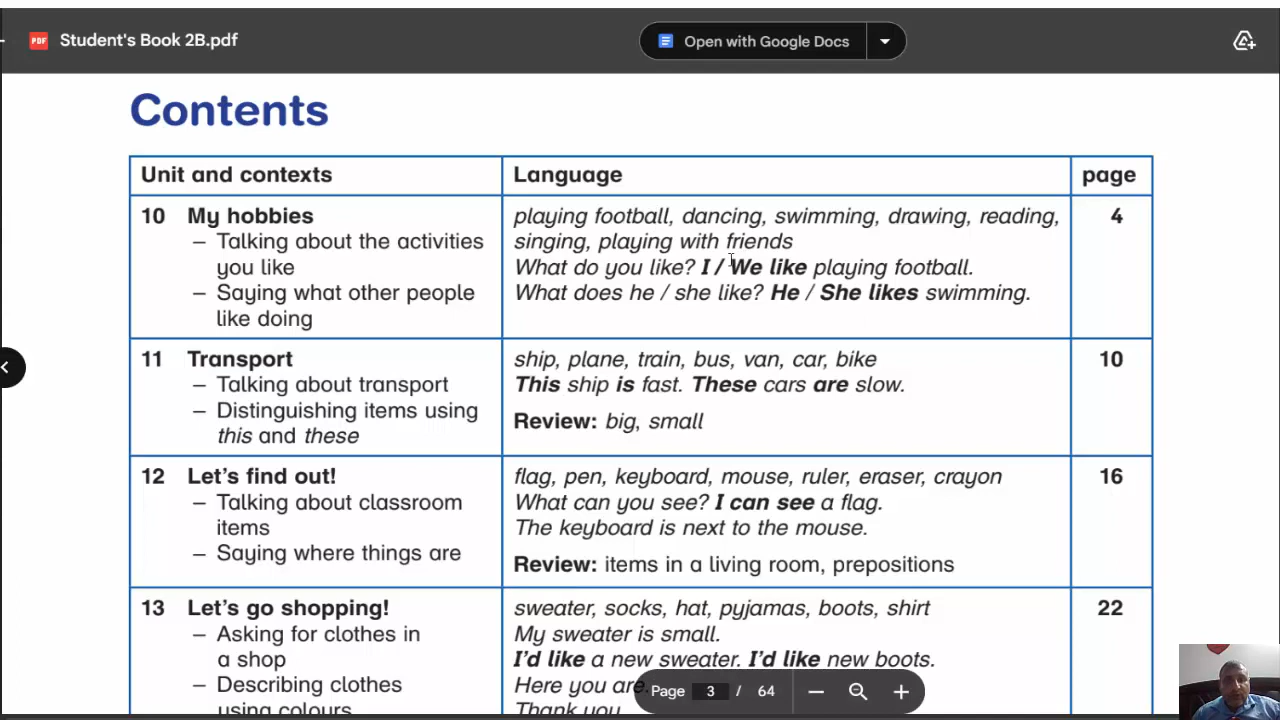 Student's Book 2B.pdf
Open with Google Docs
Contents
Unit and contexts
Language
page
10 My hobbies
– Talking about the activities
you like
– Saying what other people
like doing
playing football, dancing, swimming, drawing, reading,
singing, playing with friends
What do you like? I / We like playing football.
What does he / she like? He / She likes swimming.
4
11 Transport
– Talking about transport
– Distinguishing items using
this and these
ship, plane, train, bus, van, car, bike
This ship is fast. These cars are slow.
Review: big, small
10
12 Let's find out!
– Talking about classroom
items
– Saying where things are
flag, pen, keyboard, mouse, ruler, eraser, crayon
What can you see? I can see a flag.
The keyboard is next to the mouse.
Review: items in a living room, prepositions
16
13 Let's go shopping!
– Asking for clothes in
a shop
– Describing clothes
using colours
sweater, socks, hat, pyjamas, boots, shirt
My sweater is small.
I'd like a new sweater. I'd like new boots.
Here you are.
Thank you
22
Page 3 / 64